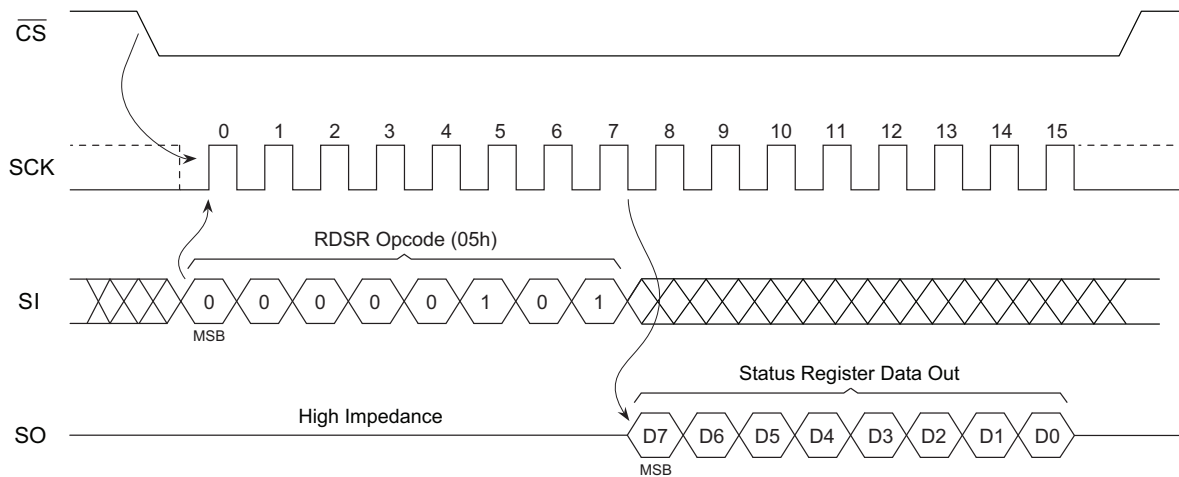 CS
0 1 2 3 4 5 6 7 8 9 10 11 12 13 14 15
SCK
RDSR Opcode (05h)
SI 0 0 0 0 0 1 0 1
MSB
Status Register Data Out
High Impedance
SO D7 D6 D5 D4 D3 D2 D1 D0
MSB